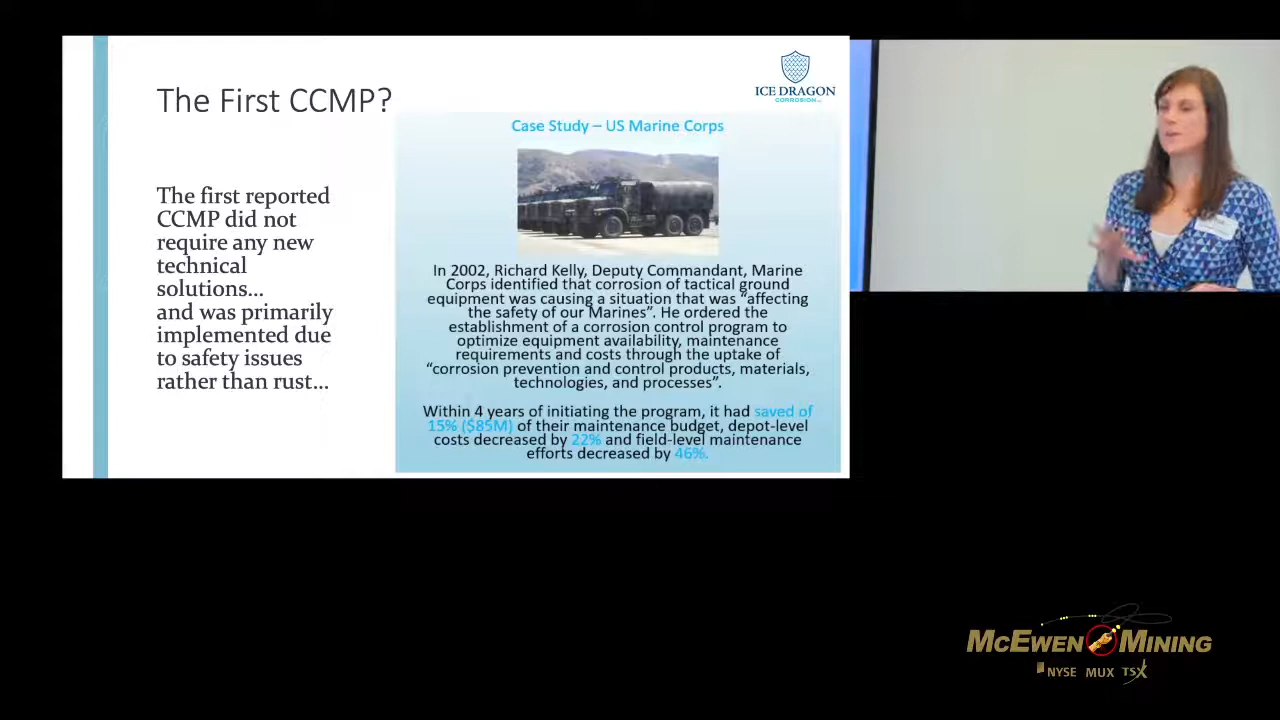 The First CCMP?
ICE DRAGON
CORROSION
Case Study – US Marine Corps
The first reported
CCMP did not
require any new
technical
solutions…
and was primarily
implemented due
to safety issues
rather than rust…
In 2002, Richard Kelly, Deputy Commandant, Marine
Corps identified that corrosion of tactical ground
equipment was causing a situation that was “affecting
the safety of our Marines”. He ordered the
establishment of a corrosion control program to
optimize equipment availability, maintenance
requirements and costs through the uptake of
“corrosion prevention and control products, materials,
technologies, and processes”.
Within 4 years of initiating the program, it had saved of
15% ($85M) of their maintenance budget, depot-level
costs decreased by 22% and field-level maintenance
efforts decreased by 46%.
MCEWEN MINING
NYSE MUX TSX